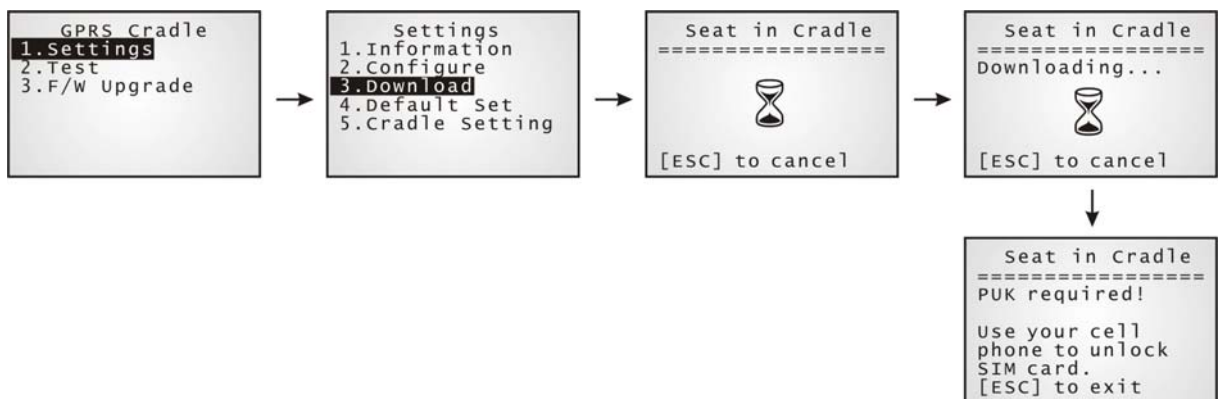 GPRS Cradle
1.Settings
2.Test
3.F/W Upgrade
Settings
1.Information
2.Configure
3.Download
4.Default Set
5.Cradle Setting
Seat in Cradle
=================
[ESC] to cancel
Seat in Cradle
=================
Downloading...
[ESC] to cancel
Seat in Cradle
=================
PUK required!
Use your cell
phone to unlock
SIM card.
[ESC] to exit